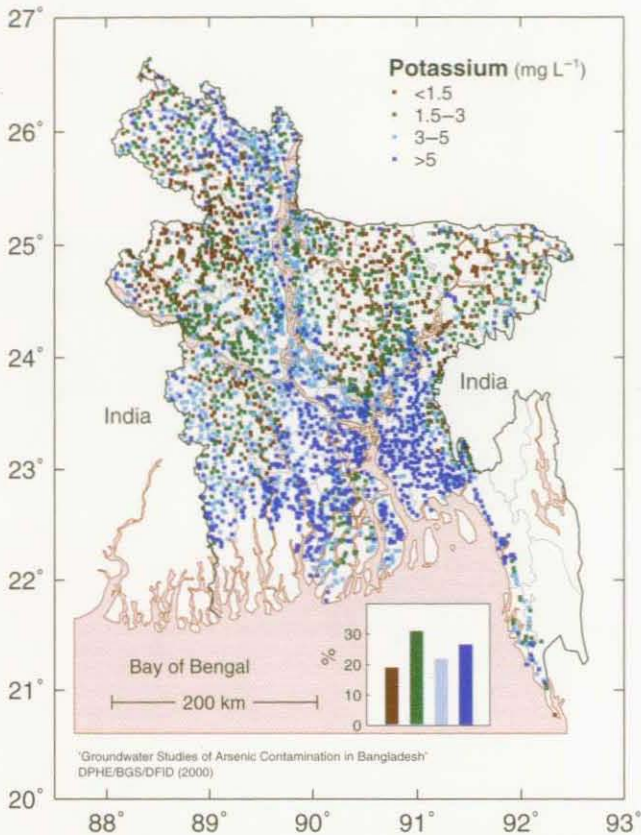 27°
26°
25°
24°
23°
22°
21°
20°
Potassium (mg L⁻¹)
<1.5
1.5–3
3–5
>5
India
India
Bay of Bengal
200 km
%
30
20
10
0
'Groundwater Studies of Arsenic Contamination in Bangladesh'
DPHE/BGS/DFID (2000)
88° 89° 90° 91° 92° 93°